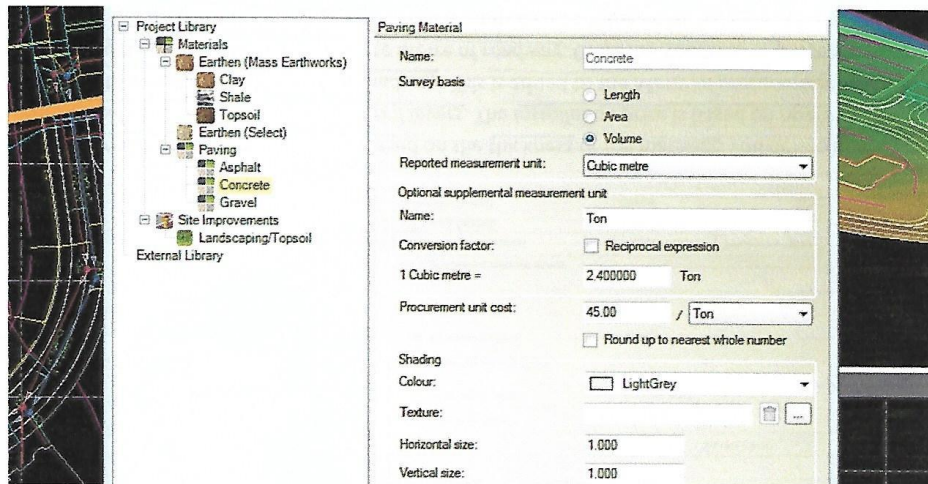 Project Library
Materials
Earthen (Mass Earthworks)
Clay
Shale
Topsoil
Earthen (Select)
Paving
Asphalt
Concrete
Gravel
Site Improvements
Landscaping/Topsoil
External Library
Paving Material
Name: Concrete
Survey basis
Length
Area
Volume
Reported measurement unit: Cubic metre
Optional supplemental measurement unit
Name: Ton
Conversion factor: Reciprocal expression
1 Cubic metre = 2.400000 Ton
Procurement unit cost: 45.00 / Ton
Round up to nearest whole number
Shading
Colour: LightGrey
Texture: ...
Horizontal size: 1.000
Vertical size: 1.000